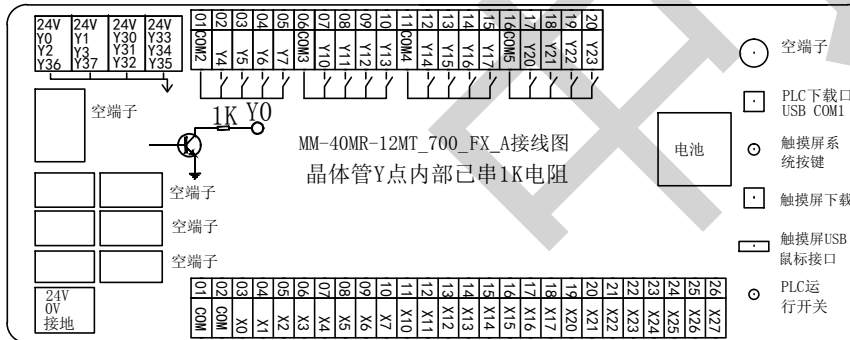 24V 24V 24V 24V
Y0 Y1 Y30 Y33
Y2 Y3 Y31 Y34
Y36 Y37 Y32 Y35
01 02 03 04 05 06 07 08 09 10 11 12 13 14 15 16 17 18 19 20
COM2 Y4 Y5 Y6 Y7 COM3 Y10 Y11 Y12 Y13 COM4 Y14 Y15 Y16 Y17 COM5 Y20 Y21 Y22 Y23
空端子
1K Y0
MM-40MR-12MT_700_FX_A接线图
晶体管Y点内部已串1K电阻
电池
空端子
PLC下载口
USB COM1
触摸屏系
统按键
触摸屏下载
触摸屏USB
鼠标接口
PLC运
行开关
空端子
空端子
空端子
24V
0V
接地
01 02 03 04 05 06 07 08 09 10 11 12 13 14 15 16 17 18 19 20 21 22 23 24 25 26
COM COM X0 X1 X2 X3 X4 X5 X6 X7 X10 X11 X12 X13 X14 X15 X16 X17 X20 X21 X22 X23 X24 X25 X26 X27